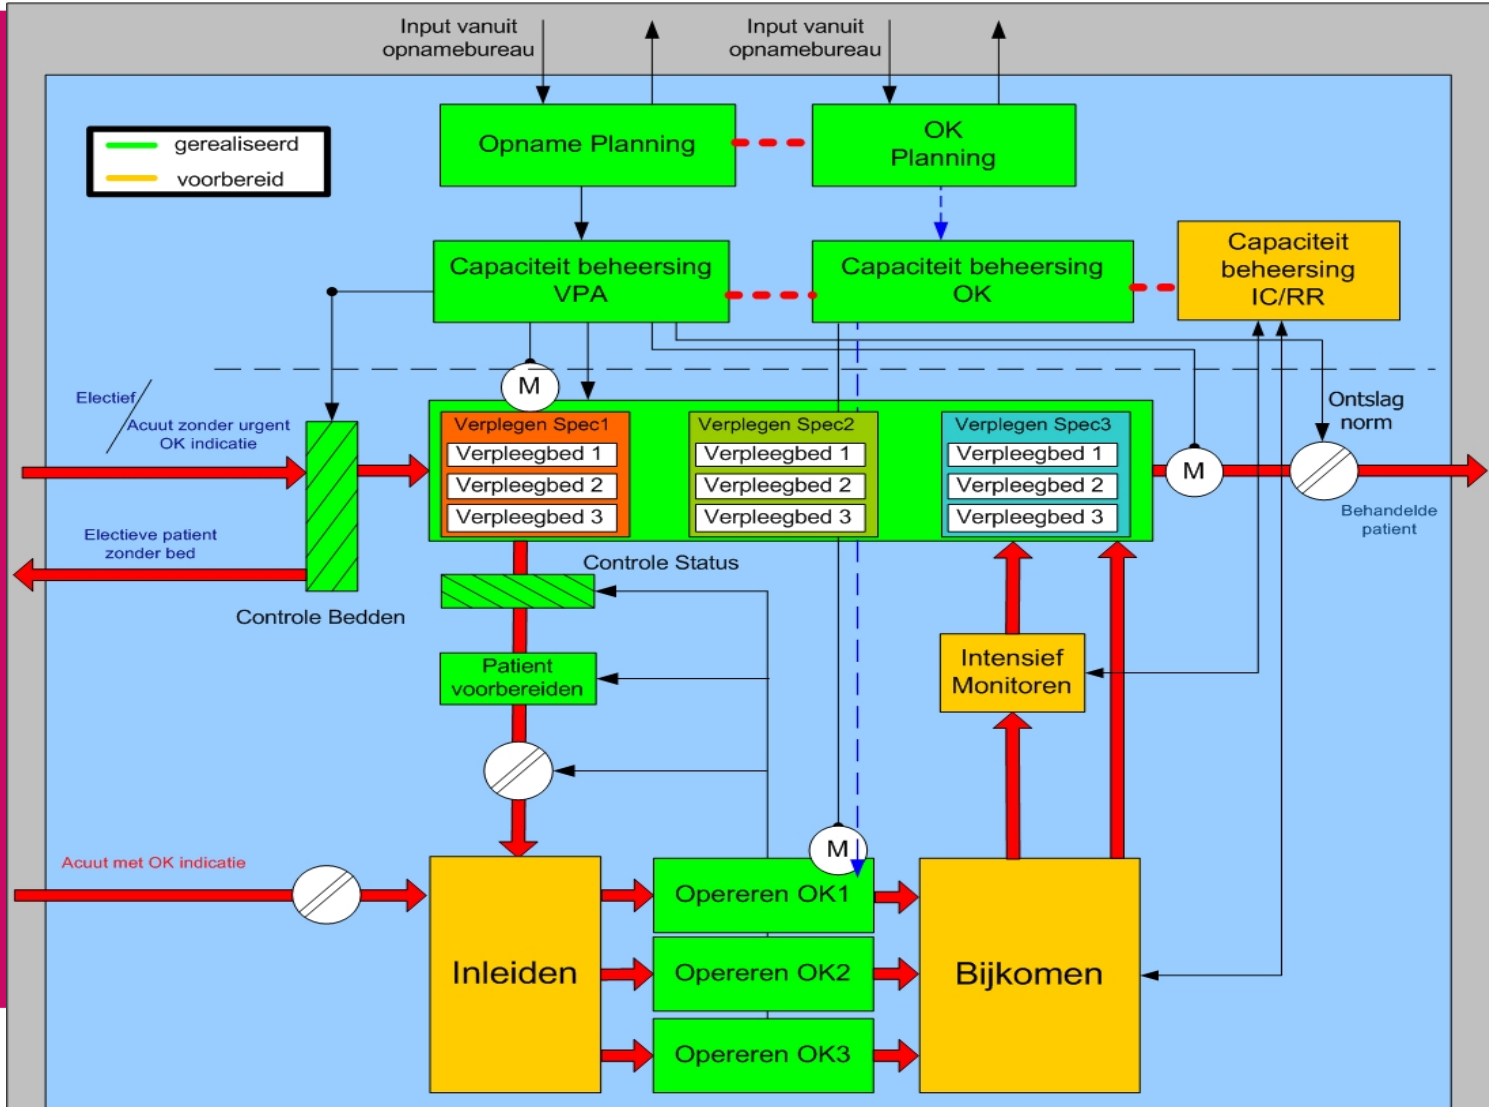 Input vanuit
opnamebureau
Input vanuit
opnamebureau
gerealiseerd
voorbereid
Opname Planning
OK
Planning
Capaciteit beheersing
VPA
Capaciteit beheersing
OK
Capaciteit
beheersing
IC/RR
M
Electief
Acuut zonder urgent
OK indicatie
Verplegen Spec1
Verpleegbed 1
Verpleegbed 2
Verpleegbed 3
Verplegen Spec2
Verpleegbed 1
Verpleegbed 2
Verpleegbed 3
Verplegen Spec3
Verpleegbed 1
Verpleegbed 2
Verpleegbed 3
Ontslag
norm
M
Behandelde
patient
Electieve patient
zonder bed
Controle Bedden
Controle Status
Patient
voorbereiden
Intensief
Monitoren
Acuut met OK indicatie
M
Inleiden
Opereren OK1
Opereren OK2
Opereren OK3
Bijkomen